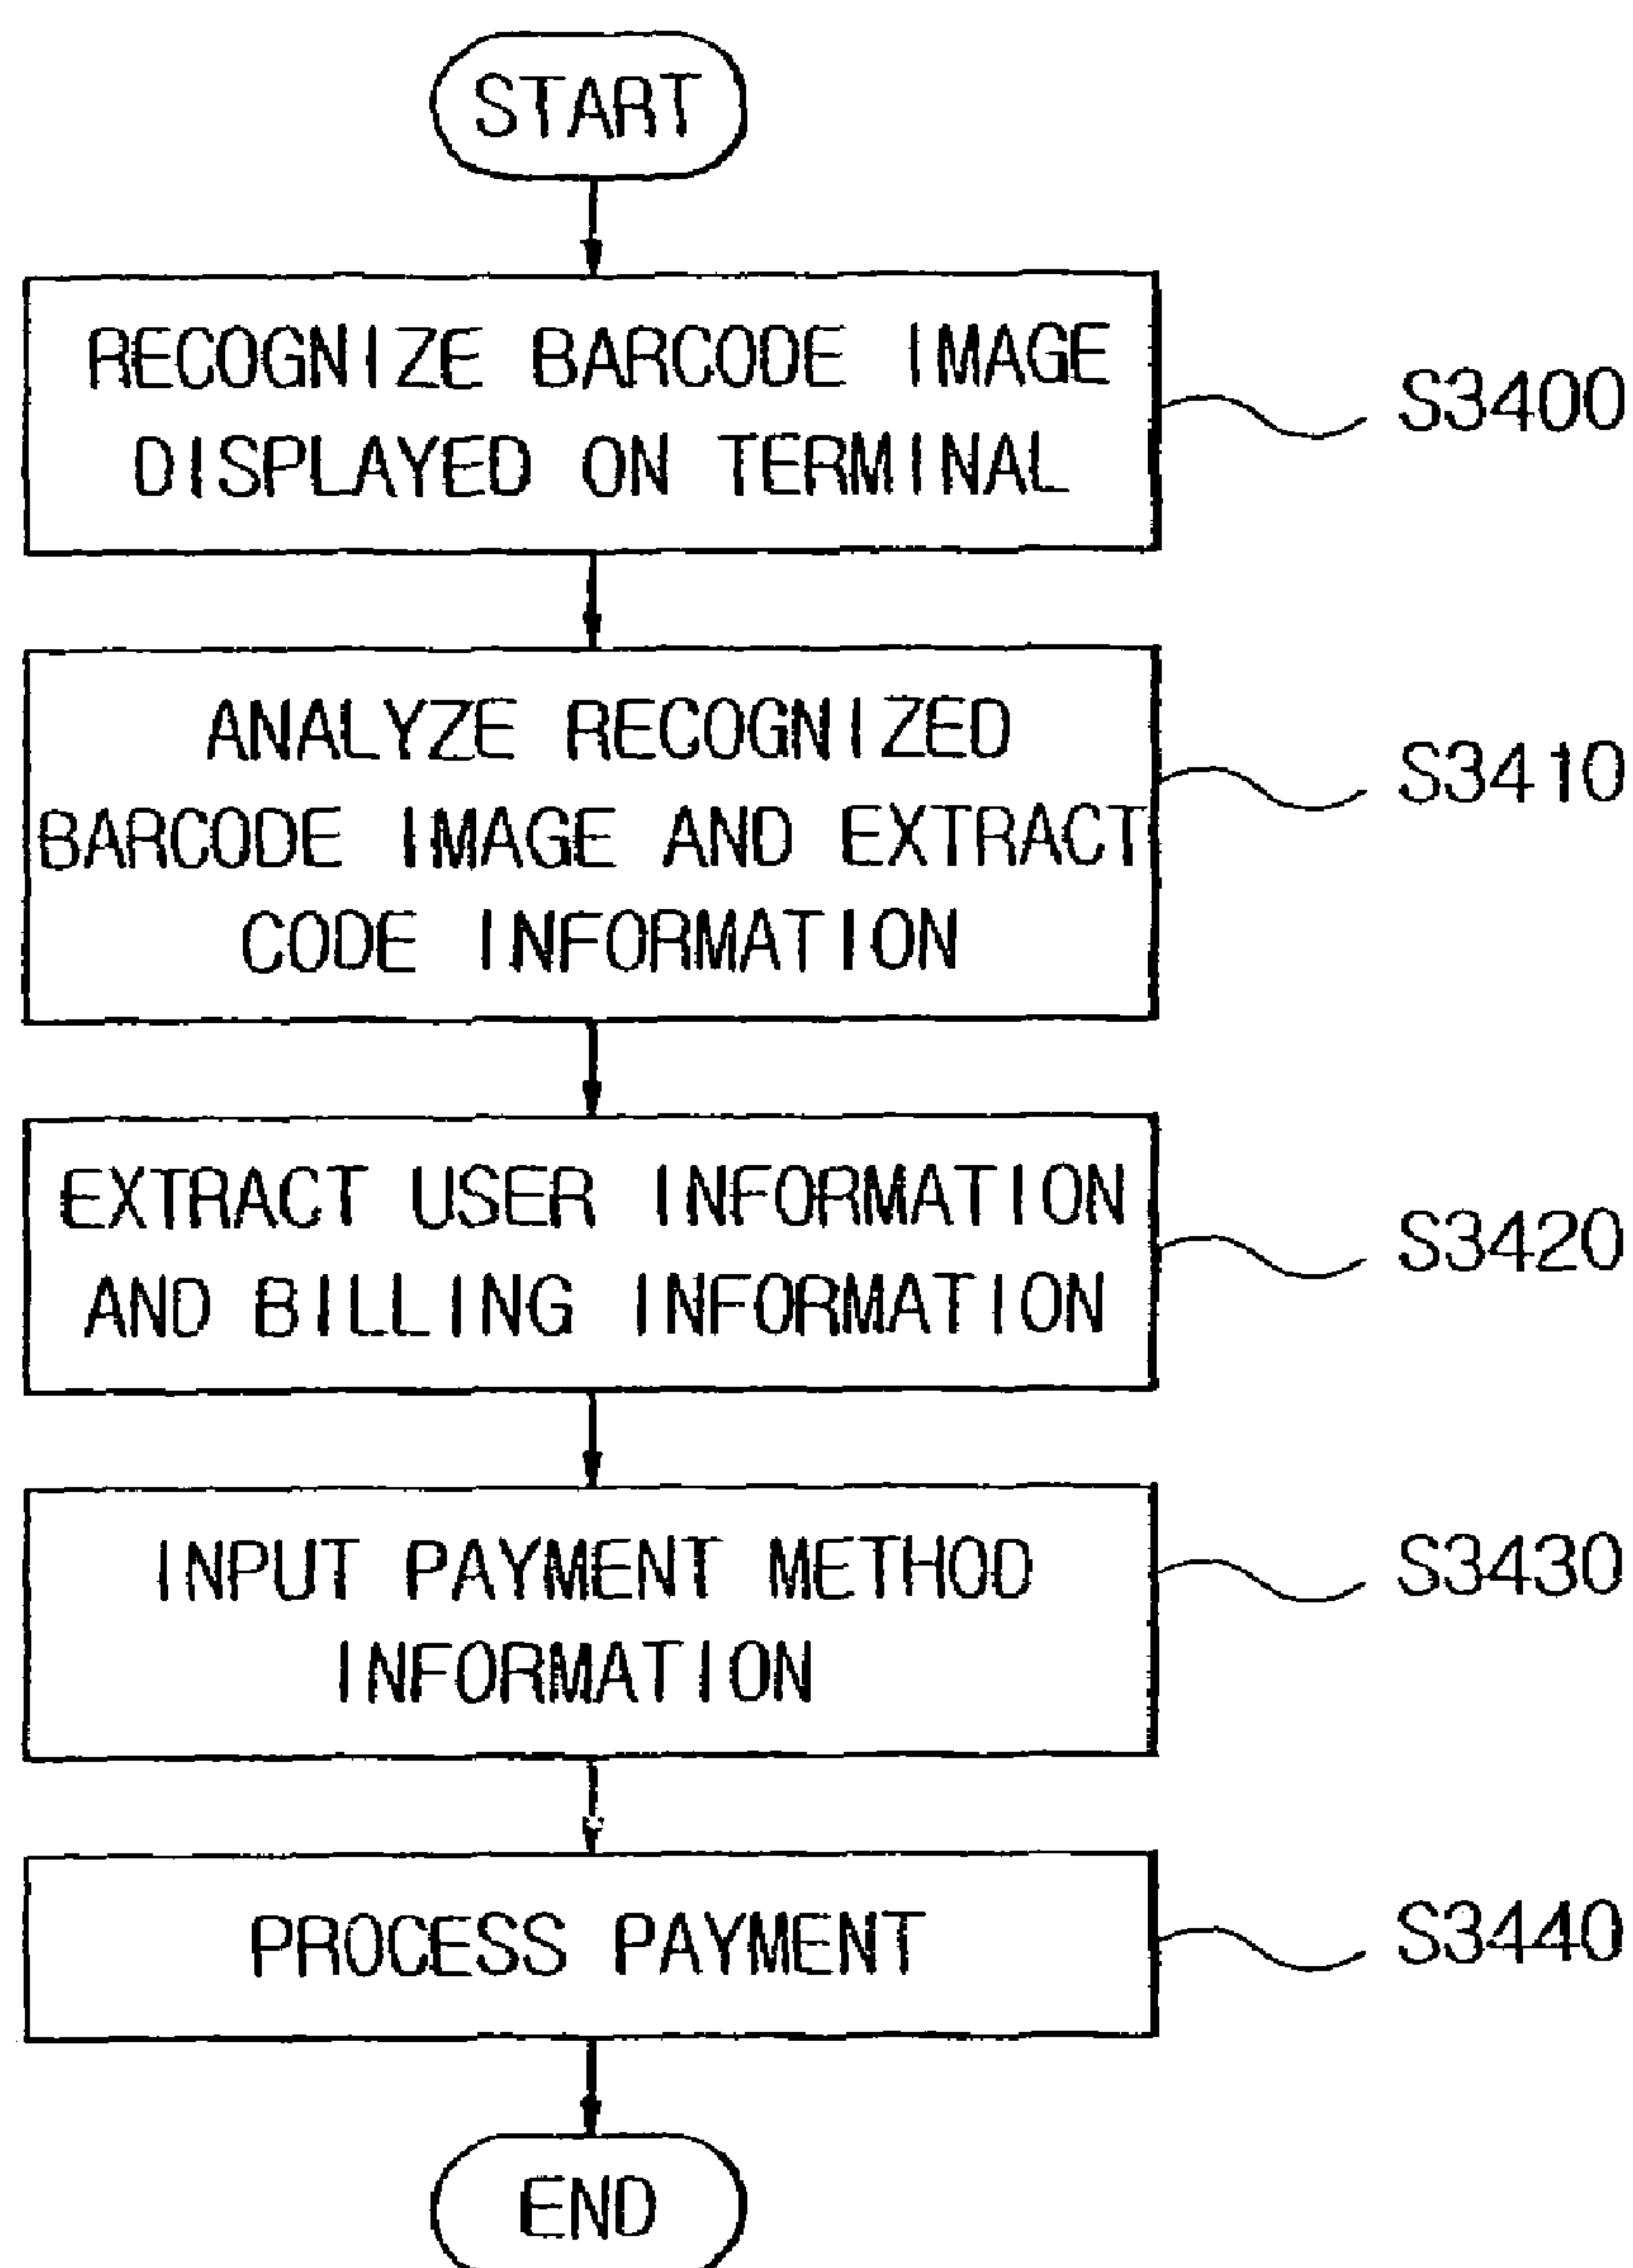 START
RECOGNIZE BARCODE IMAGE
DISPLAYED ON TERMINAL
S3400
ANALYZE RECOGNIZED
BARCODE IMAGE AND EXTRACT
CODE INFORMATION
S3410
EXTRACT USER INFORMATION
AND BILLING INFORMATION
S3420
INPUT PAYMENT METHOD
INFORMATION
S3430
PROCESS PAYMENT
S3440
END